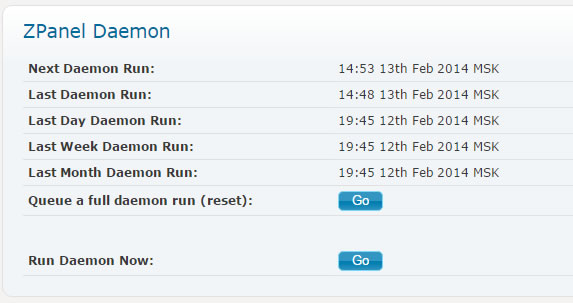 ZPanel Daemon
Next Daemon Run: 14:53 13th Feb 2014 MSK
Last Daemon Run: 14:48 13th Feb 2014 MSK
Last Day Daemon Run: 19:45 12th Feb 2014 MSK
Last Week Daemon Run: 19:45 12th Feb 2014 MSK
Last Month Daemon Run: 19:45 12th Feb 2014 MSK
Queue a full daemon run (reset): Go
Run Daemon Now: Go